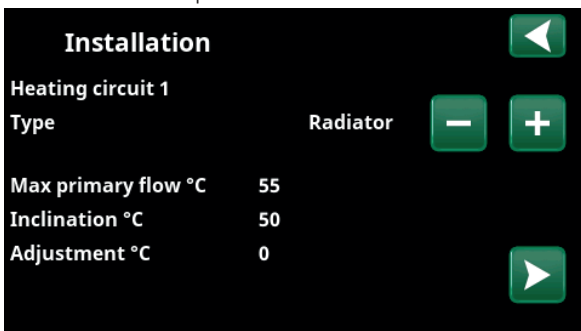 Installation
Heating circuit 1
Type Radiator
Max primary flow °C 55
Inclination °C 50
Adjustment °C 0